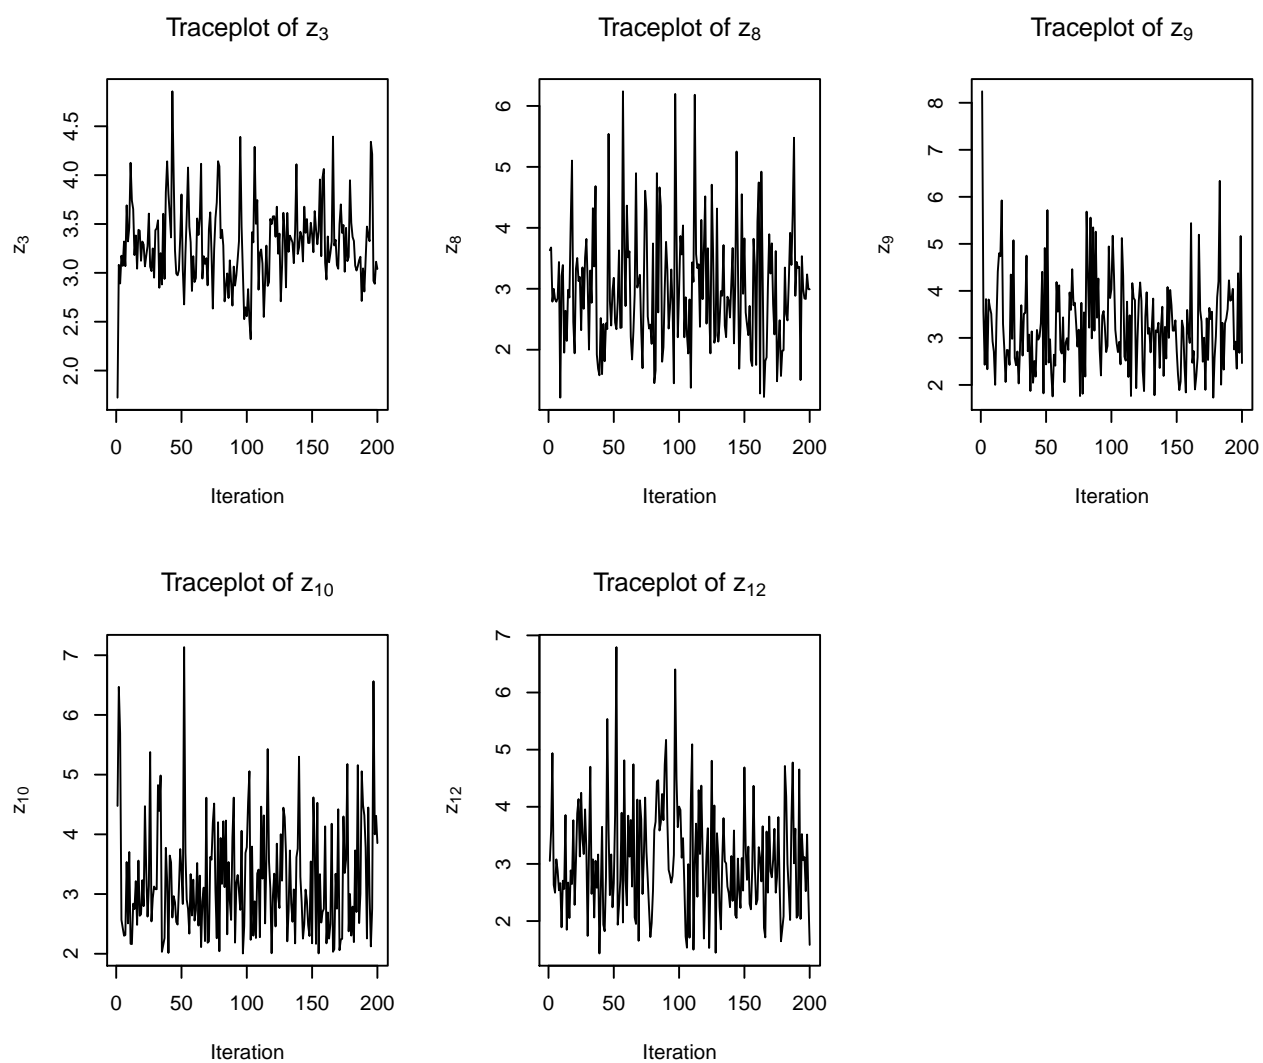 Traceplot of z3
Traceplot of z8
Traceplot of z9
z3
2.0 2.5 3.0 3.5 4.0 4.5
0 50 100 150 200
Iteration
z8
2 3 4 5 6
0 50 100 150 200
Iteration
z9
2 3 4 5 6 7 8
0 50 100 150 200
Iteration
Traceplot of z10
Traceplot of z12
z10
2 3 4 5 6 7
0 50 100 150 200
Iteration
z12
2 3 4 5 6 7
0 50 100 150 200
Iteration